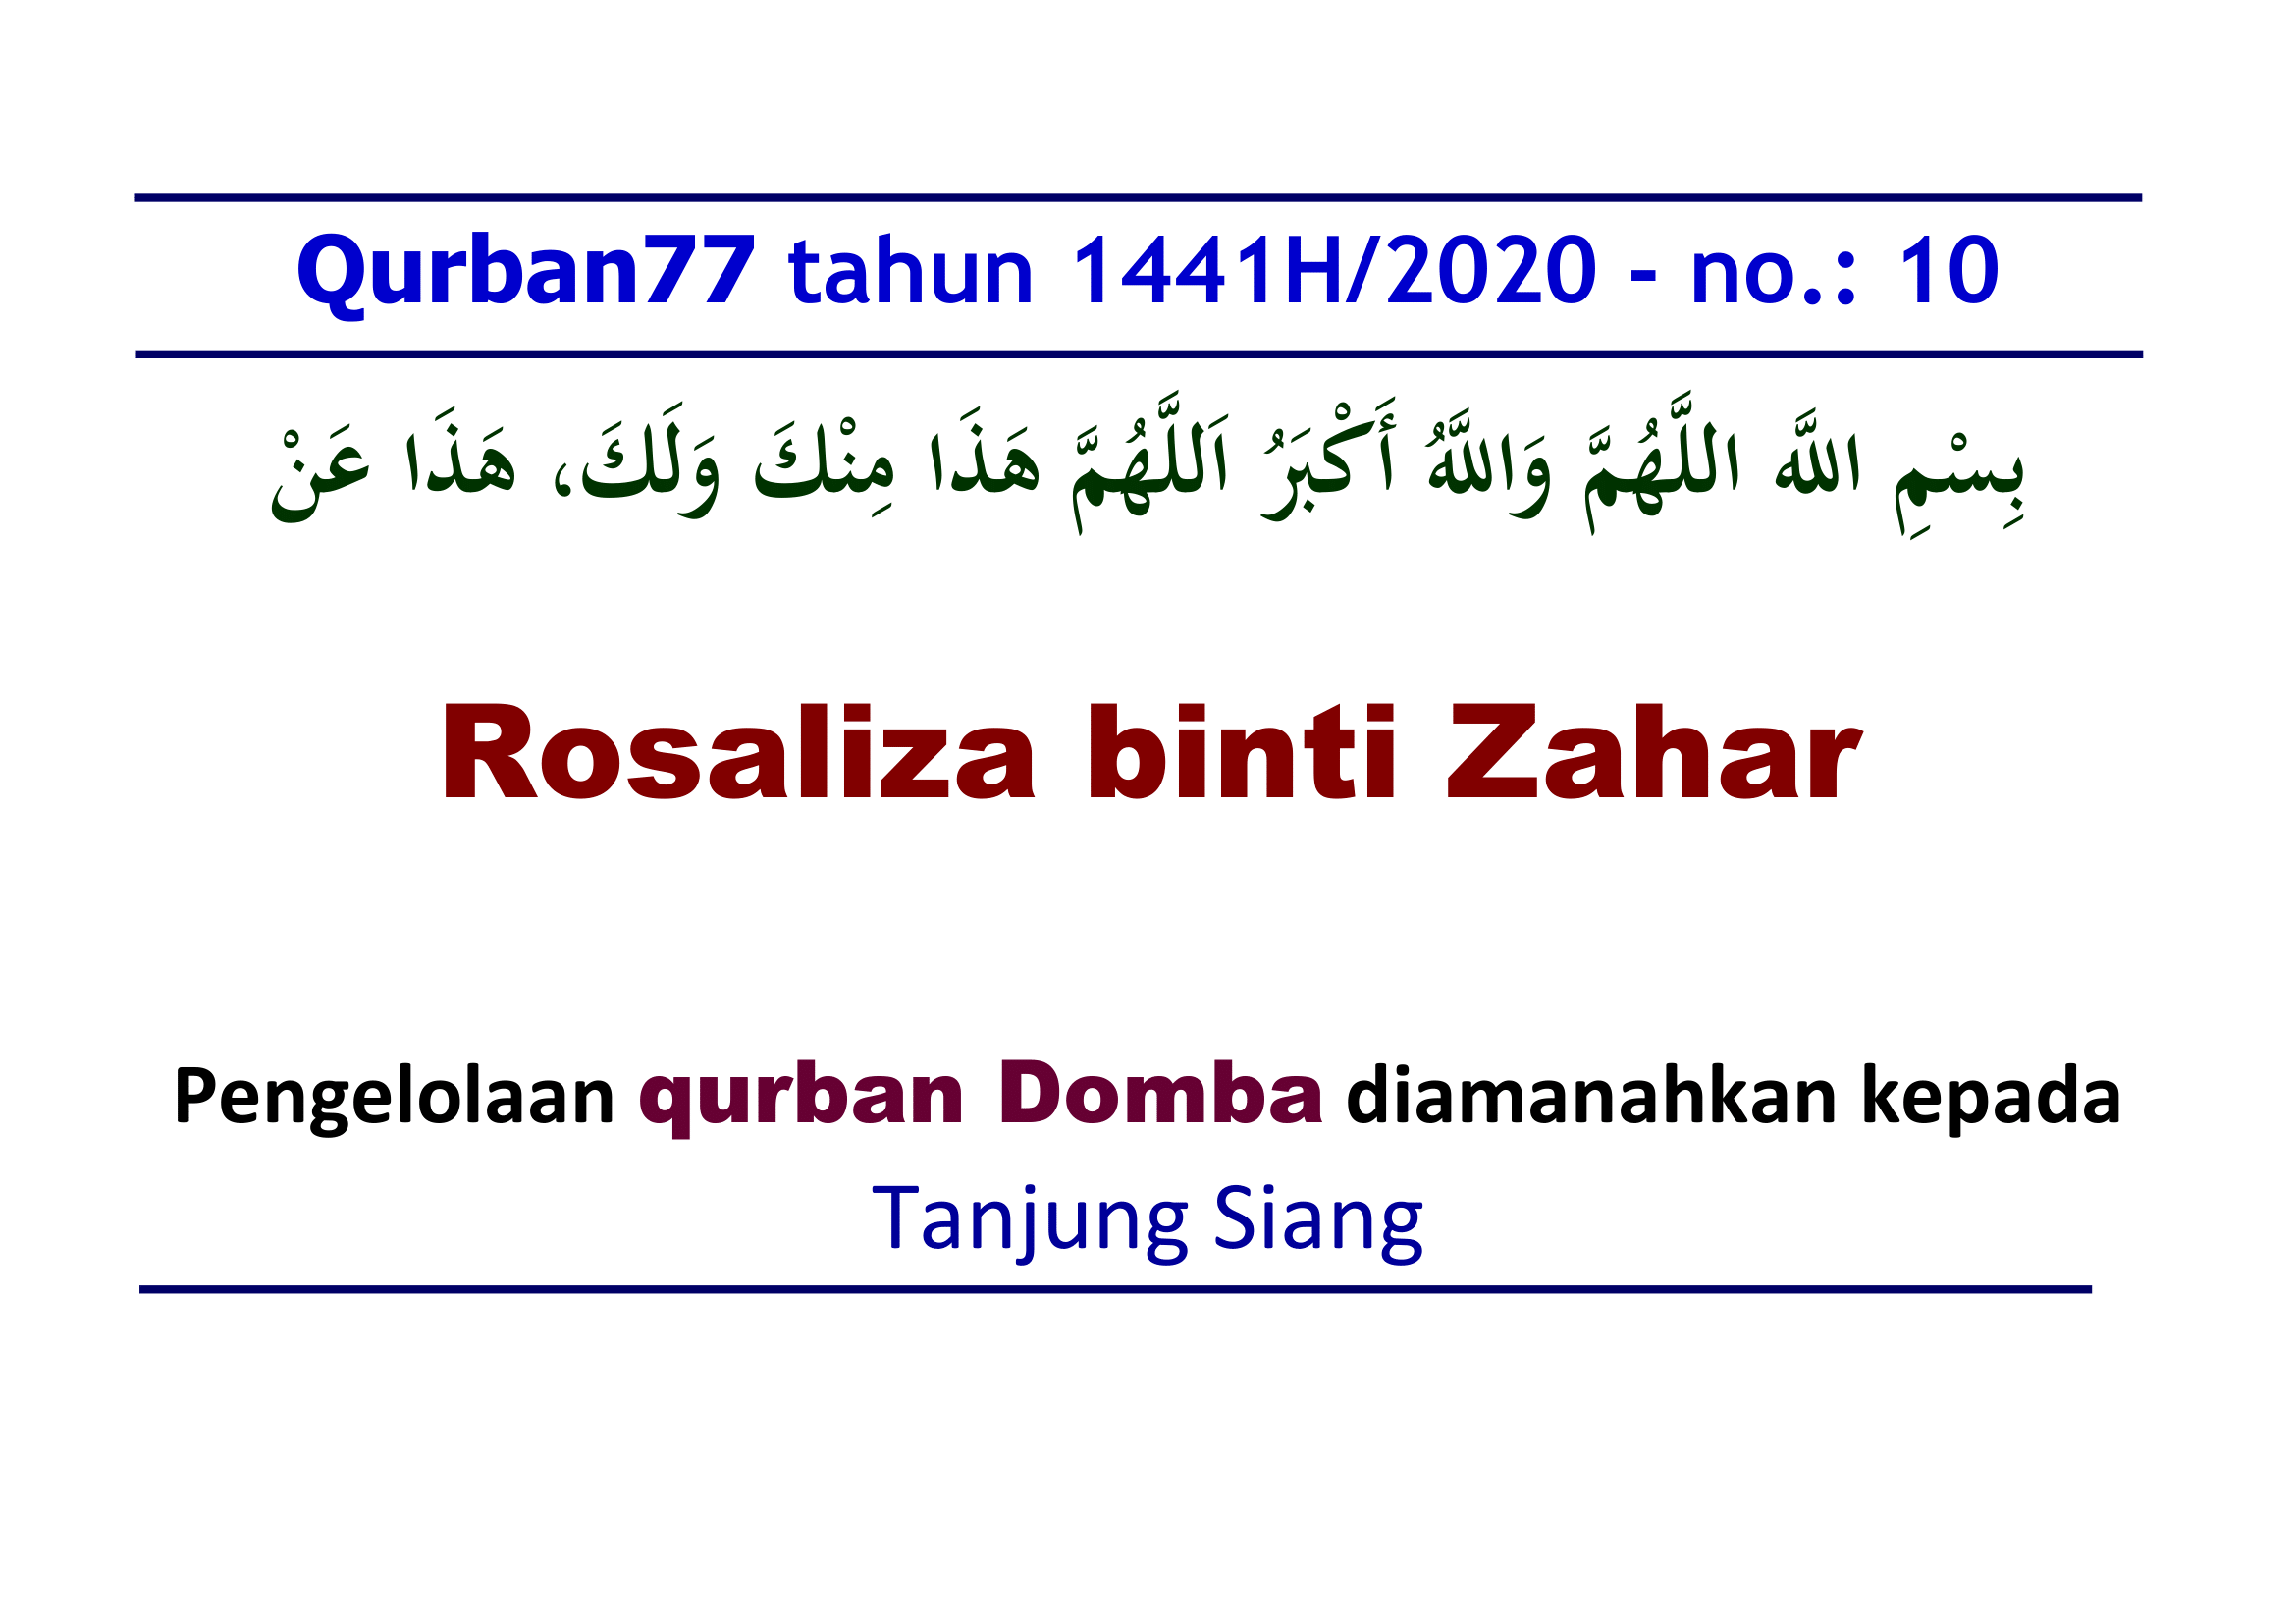 Qurban77 tahun 1441H/2020 - no.: 10
بِسْمِ اللَّه اَللَّهُمَّ وَاللَّهُ أَكْبَرُ اَللَّهُمَّ هَذَا مِنْكَ وَلَكَ، هَذَا عَنْ
Rosaliza binti Zahar
Pengelolaan qurban Domba diamanahkan kepada
Tanjung Siang